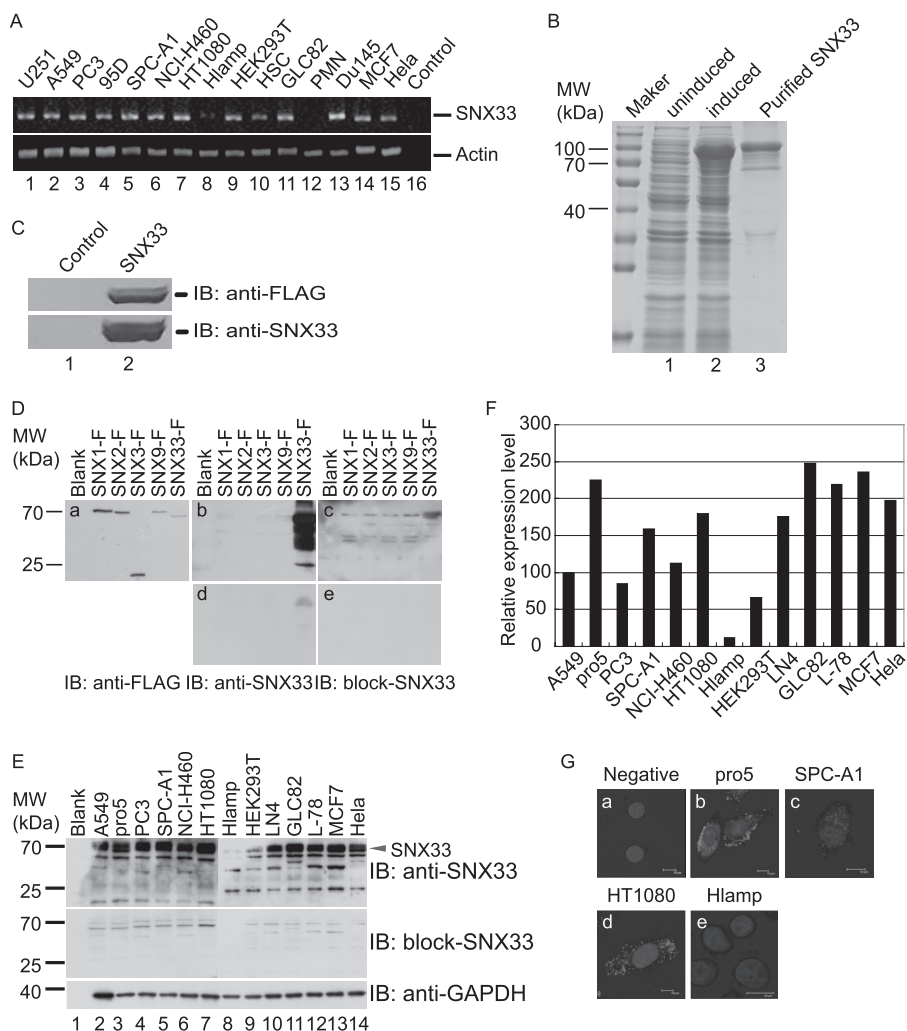 A
U251 A549 PC3 95D SPC-A1 NCI-H460 HT1080 Hlamp HEK293T HSC GLC82 PMN Du145 MCF7 Hela Control
SNX33
Actin
1 2 3 4 5 6 7 8 9 10 11 12 13 14 15 16
B
MW
(kDa)
Maker uninduced induced Purified SNX33
100
70
40
1 2 3
C
Control SNX33
IB: anti-FLAG
IB: anti-SNX33
1 2
D
MW
(kDa)
Blank SNX1-F SNX2-F SNX3-F SNX9-F SNX33-F
Blank SNX1-F SNX2-F SNX3-F SNX9-F SNX33-F
Blank SNX1-F SNX2-F SNX3-F SNX9-F SNX33-F
70
25
a b c
d e
IB: anti-FLAG IB: anti-SNX33 IB: block-SNX33
F
Relative expression level
300
250
200
150
100
50
0
A549 pro5 PC3 SPC-A1 NCI-H460 HT1080 Hlamp HEK293T LN4 GLC82 L-78 MCF7 Hela
E
MW
(kDa)
Blank A549 pro5 PC3 SPC-A1 NCI-H460 HT1080 Hlamp HEK293T LN4 GLC82 L-78 MCF7 Hela
70
25
SNX33
IB: anti-SNX33
70
25
IB: block-SNX33
40
IB: anti-GAPDH
1 2 3 4 5 6 7 8 9 10 11 12 13 14
G
Negative pro5 SPC-A1
a b c
HT1080 Hlamp
d e